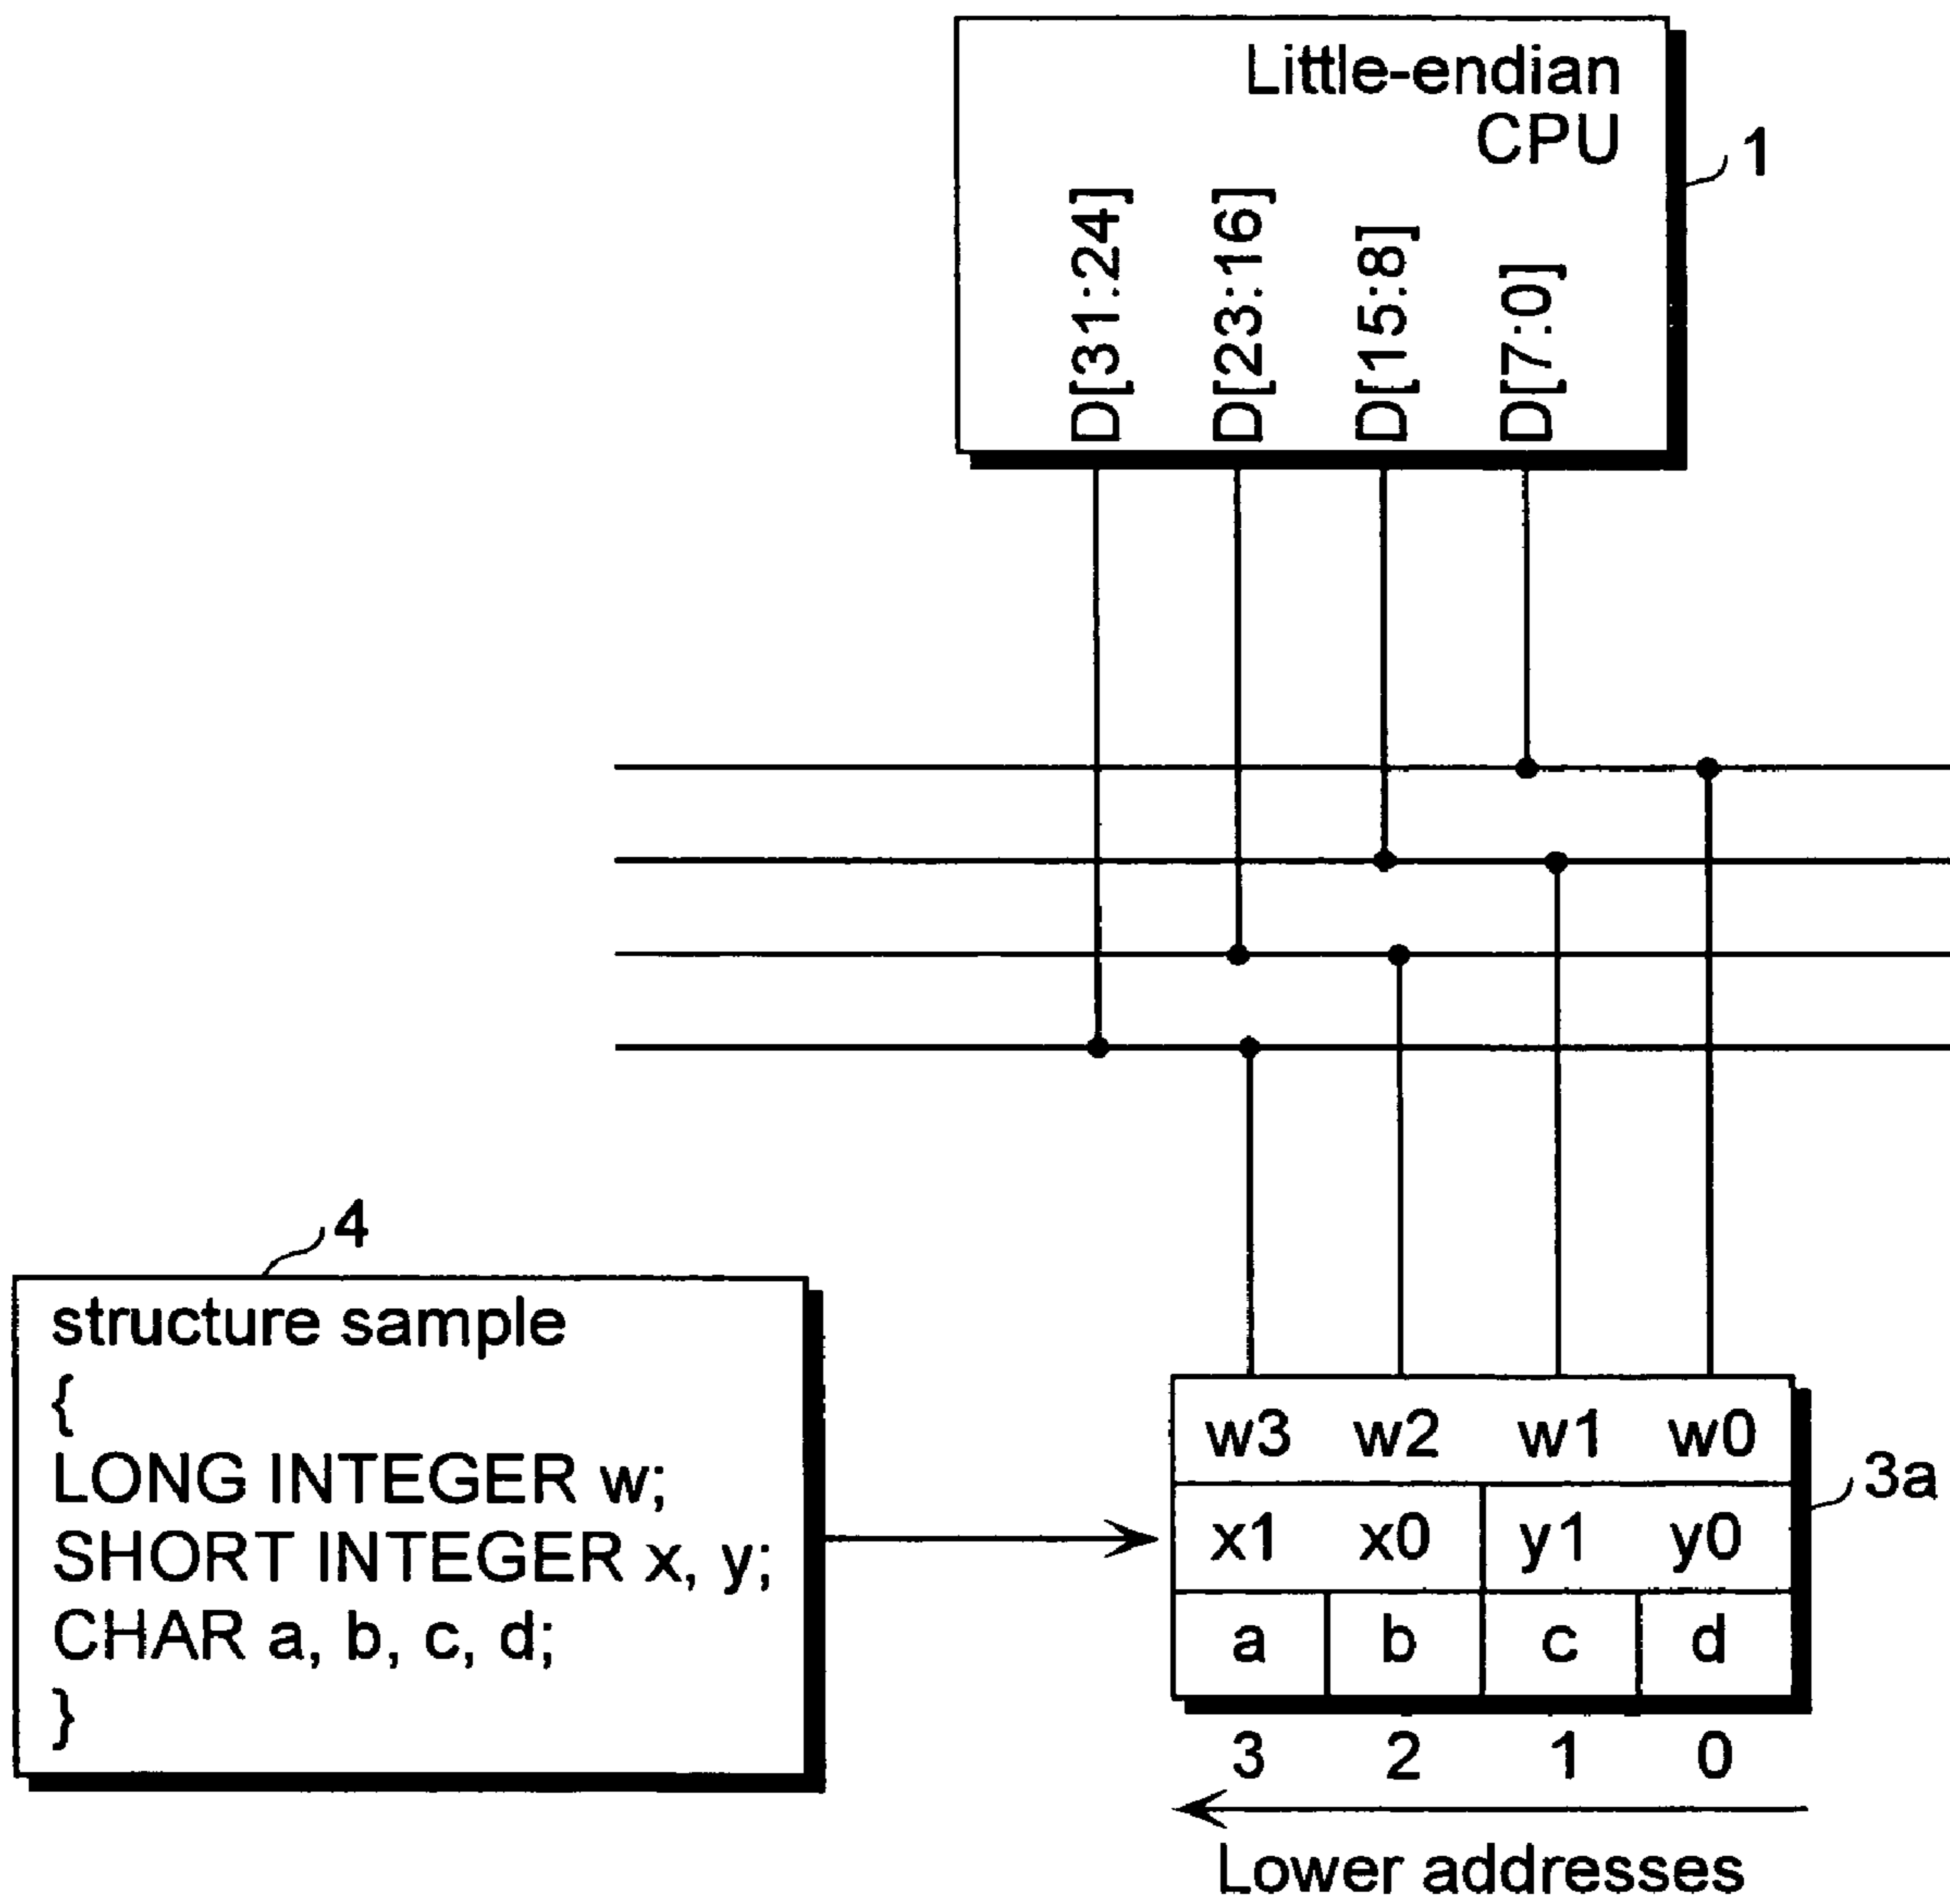 Little-endian
CPU
1
D[31:24]
D[23:16]
D[15:8]
D[7:0]
4
structure sample
{
LONG INTEGER w;
SHORT INTEGER x, y;
CHAR a, b, c, d;
}
w3 w2 w1 w0
3a
x1 x0 y1 y0
a b c d
3 2 1 0
Lower addresses